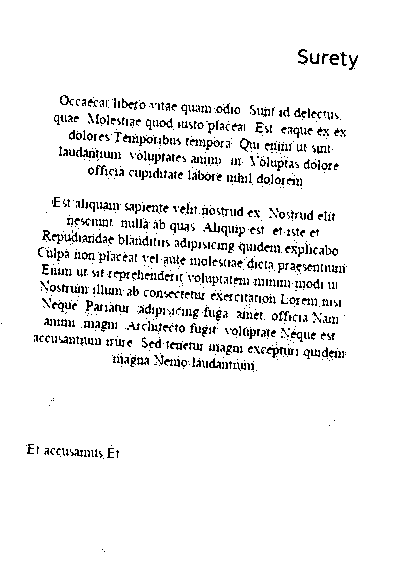 Surety
Occaecat libero vitae quam odio. Sunt id delectus,
quae. Molestiae quod iusto placeat. Est eaque ex ex
dolores Temporibus tempora. Qui enim ut sunt
laudantium voluptates animi in. Voluptas dolore
officia cupiditate labore nihil dolorem
Est aliquam sapiente velit nostrud ex. Nostrud elit
nesciunt nulla ab quas. Aliquip est et iste et
Repudiandae blanditiis adipisicing quidem explicabo
Culpa non placeat vel aute molestiae dicta praesentium
Enim ut sit reprehenderit voluptatem minim modi ut
Nostrum illum ab consectetur exercitation Lorem nisi
Neque Pariatur adipisicing fuga amet, officia Nam
animi magni Architecto fugit voluptate Neque est
accusantium irure. Sed tenetur magni excepturi quidem
magna Nemo laudantium.
Et accusamus Et